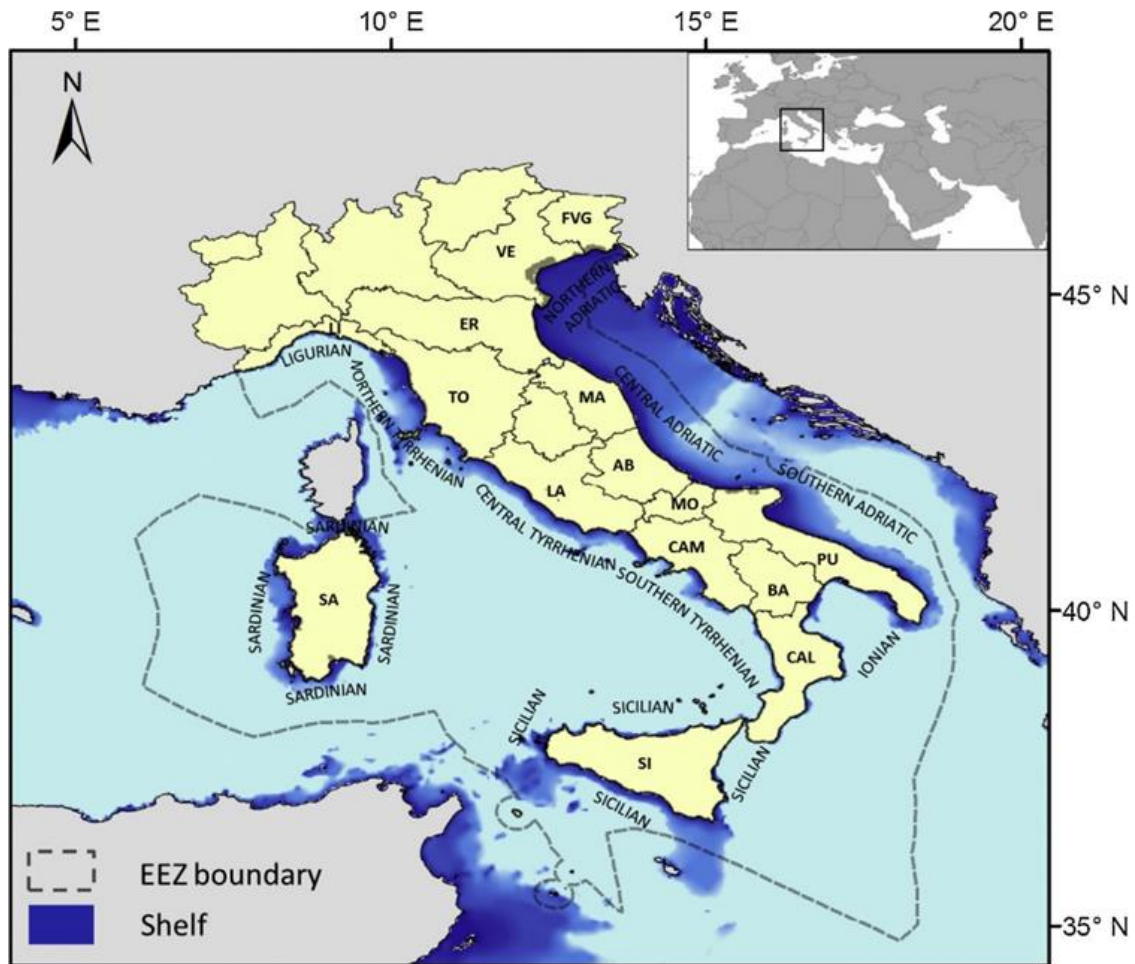 5° E
10° E
15° E
20° E
N
FVG
VE
45° N
NORTHERN
ADRIATIC
ER
LI
LIGURIAN
NORTHERN TYRRHENIAN
TO
MA
CENTRAL ADRIATIC
AB
SOUTHERN ADRIATIC
LA
MO
CENTRAL TYRRHENIAN
CAM
PU
SARDINIAN
SOUTHERN TYRRHENIAN
BA
SA
SARDINIAN
SARDINIAN
40° N
CAL
IONIAN
SARDINIAN
SICILIAN
SICILIAN
SI
SICILIAN
SICILIAN
EEZ boundary
Shelf
35° N